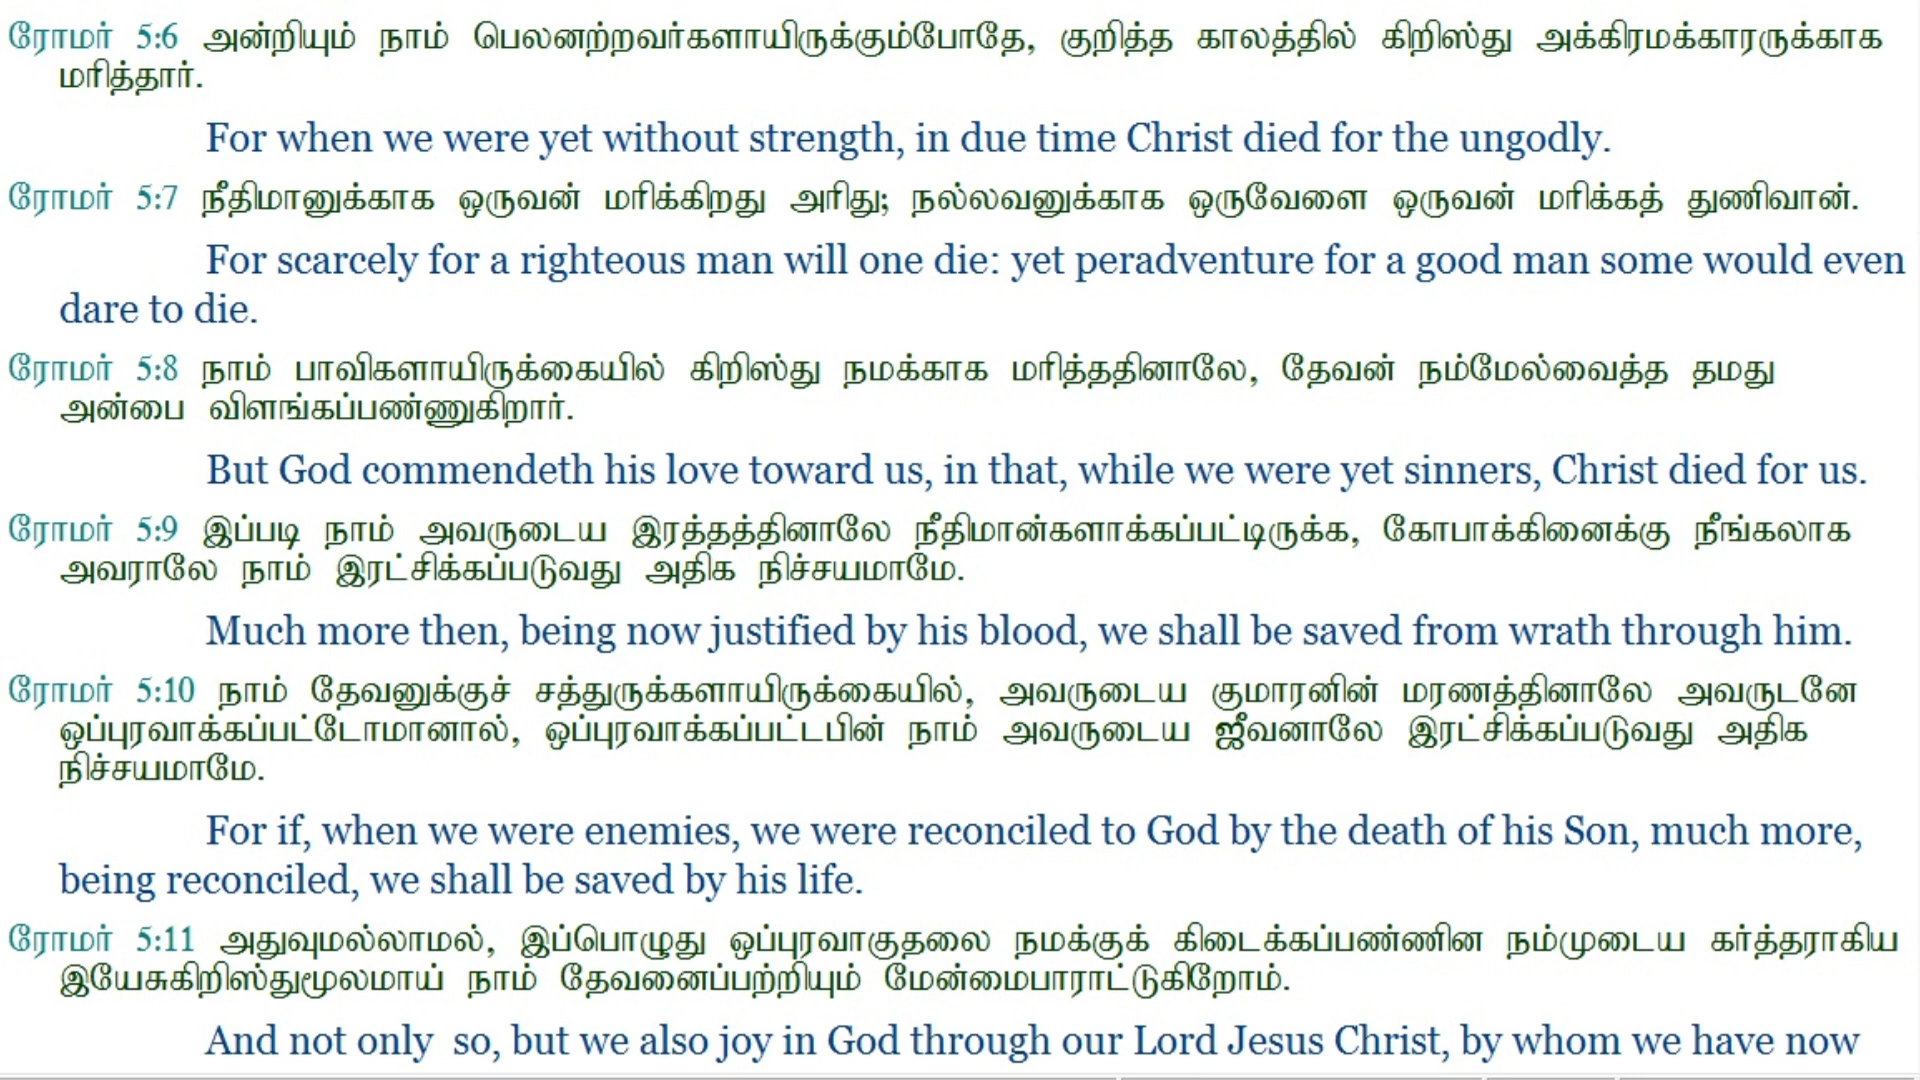 ரோமர் 5:6 அன்றியும் நாம் பெலனற்றவர்களாயிருக்கும்போதே, குறித்த காலத்தில் கிறிஸ்து அக்கிரமக்காரருக்காக
மரித்தார்.
For when we were yet without strength, in due time Christ died for the ungodly.
ரோமர் 5:7 நீதிமானுக்காக ஒருவன் மரிக்கிறது அரிது; நல்லவனுக்காக ஒருவேளை ஒருவன் மரிக்கத் துணிவான்.
For scarcely for a righteous man will one die: yet peradventure for a good man some would even
dare to die.
ரோமர் 5:8 நாம் பாவிகளாயிருக்கையில் கிறிஸ்து நமக்காக மரித்ததினாலே, தேவன் நம்மேல்வைத்த தமது
அன்பை விளங்கப்பண்ணுகிறார்.
But God commendeth his love toward us, in that, while we were yet sinners, Christ died for us.
ரோமர் 5:9 இப்படி நாம் அவருடைய இரத்தத்தினாலே நீதிமான்களாக்கப்பட்டிருக்க, கோபாக்கினைக்கு நீங்கலாக
அவராலே நாம் இரட்சிக்கப்படுவது அதிக நிச்சயமாமே.
Much more then, being now justified by his blood, we shall be saved from wrath through him.
ரோமர் 5:10 நாம் தேவனுக்குச் சத்துருக்களாயிருக்கையில், அவருடைய குமாரனின் மரணத்தினாலே அவருடனே
ஒப்புரவாக்கப்பட்டோமானால், ஒப்புரவாக்கப்பட்டபின் நாம் அவருடைய ஜீவனாலே இரட்சிக்கப்படுவது அதிக
நிச்சயமாமே.
For if, when we were enemies, we were reconciled to God by the death of his Son, much more,
being reconciled, we shall be saved by his life.
ரோமர் 5:11 அதுவுமல்லாமல், இப்பொழுது ஒப்புரவாகுதலை நமக்குக் கிடைக்கப்பண்ணின நம்முடைய கர்த்தராகிய
இயேசுகிறிஸ்துமூலமாய் நாம் தேவனைப்பற்றியும் மேன்மைபாராட்டுகிறோம்.
And not only so, but we also joy in God through our Lord Jesus Christ, by whom we have now